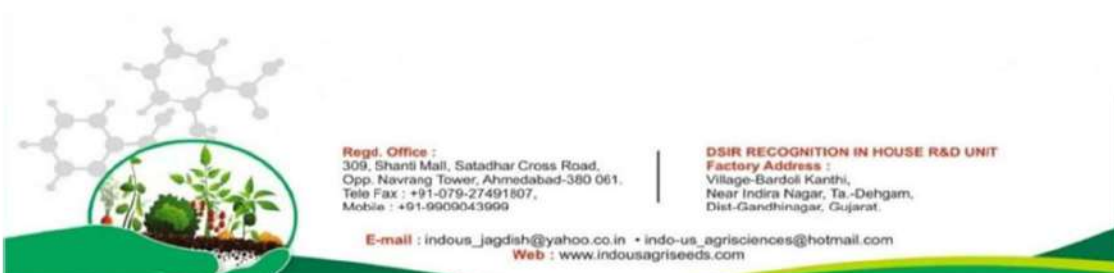 Regd. Office :
309, Shanti Mall, Satadhar Cross Road,
Opp. Navrang Tower, Ahmedabad-380 061.
Tele Fax : +91-079-27491807,
Mobile : +91-9909043999
DSIR RECOGNITION IN HOUSE R&D UNIT
Factory Address :
Village-Bardoli Kanthi,
Near Indira Nagar, Ta.-Dehgam,
Dist-Gandhinagar, Gujarat.
E-mail : indous_jagdish@yahoo.co.in • indo-us_agrisciences@hotmail.com
Web : www.indousagriseeds.com